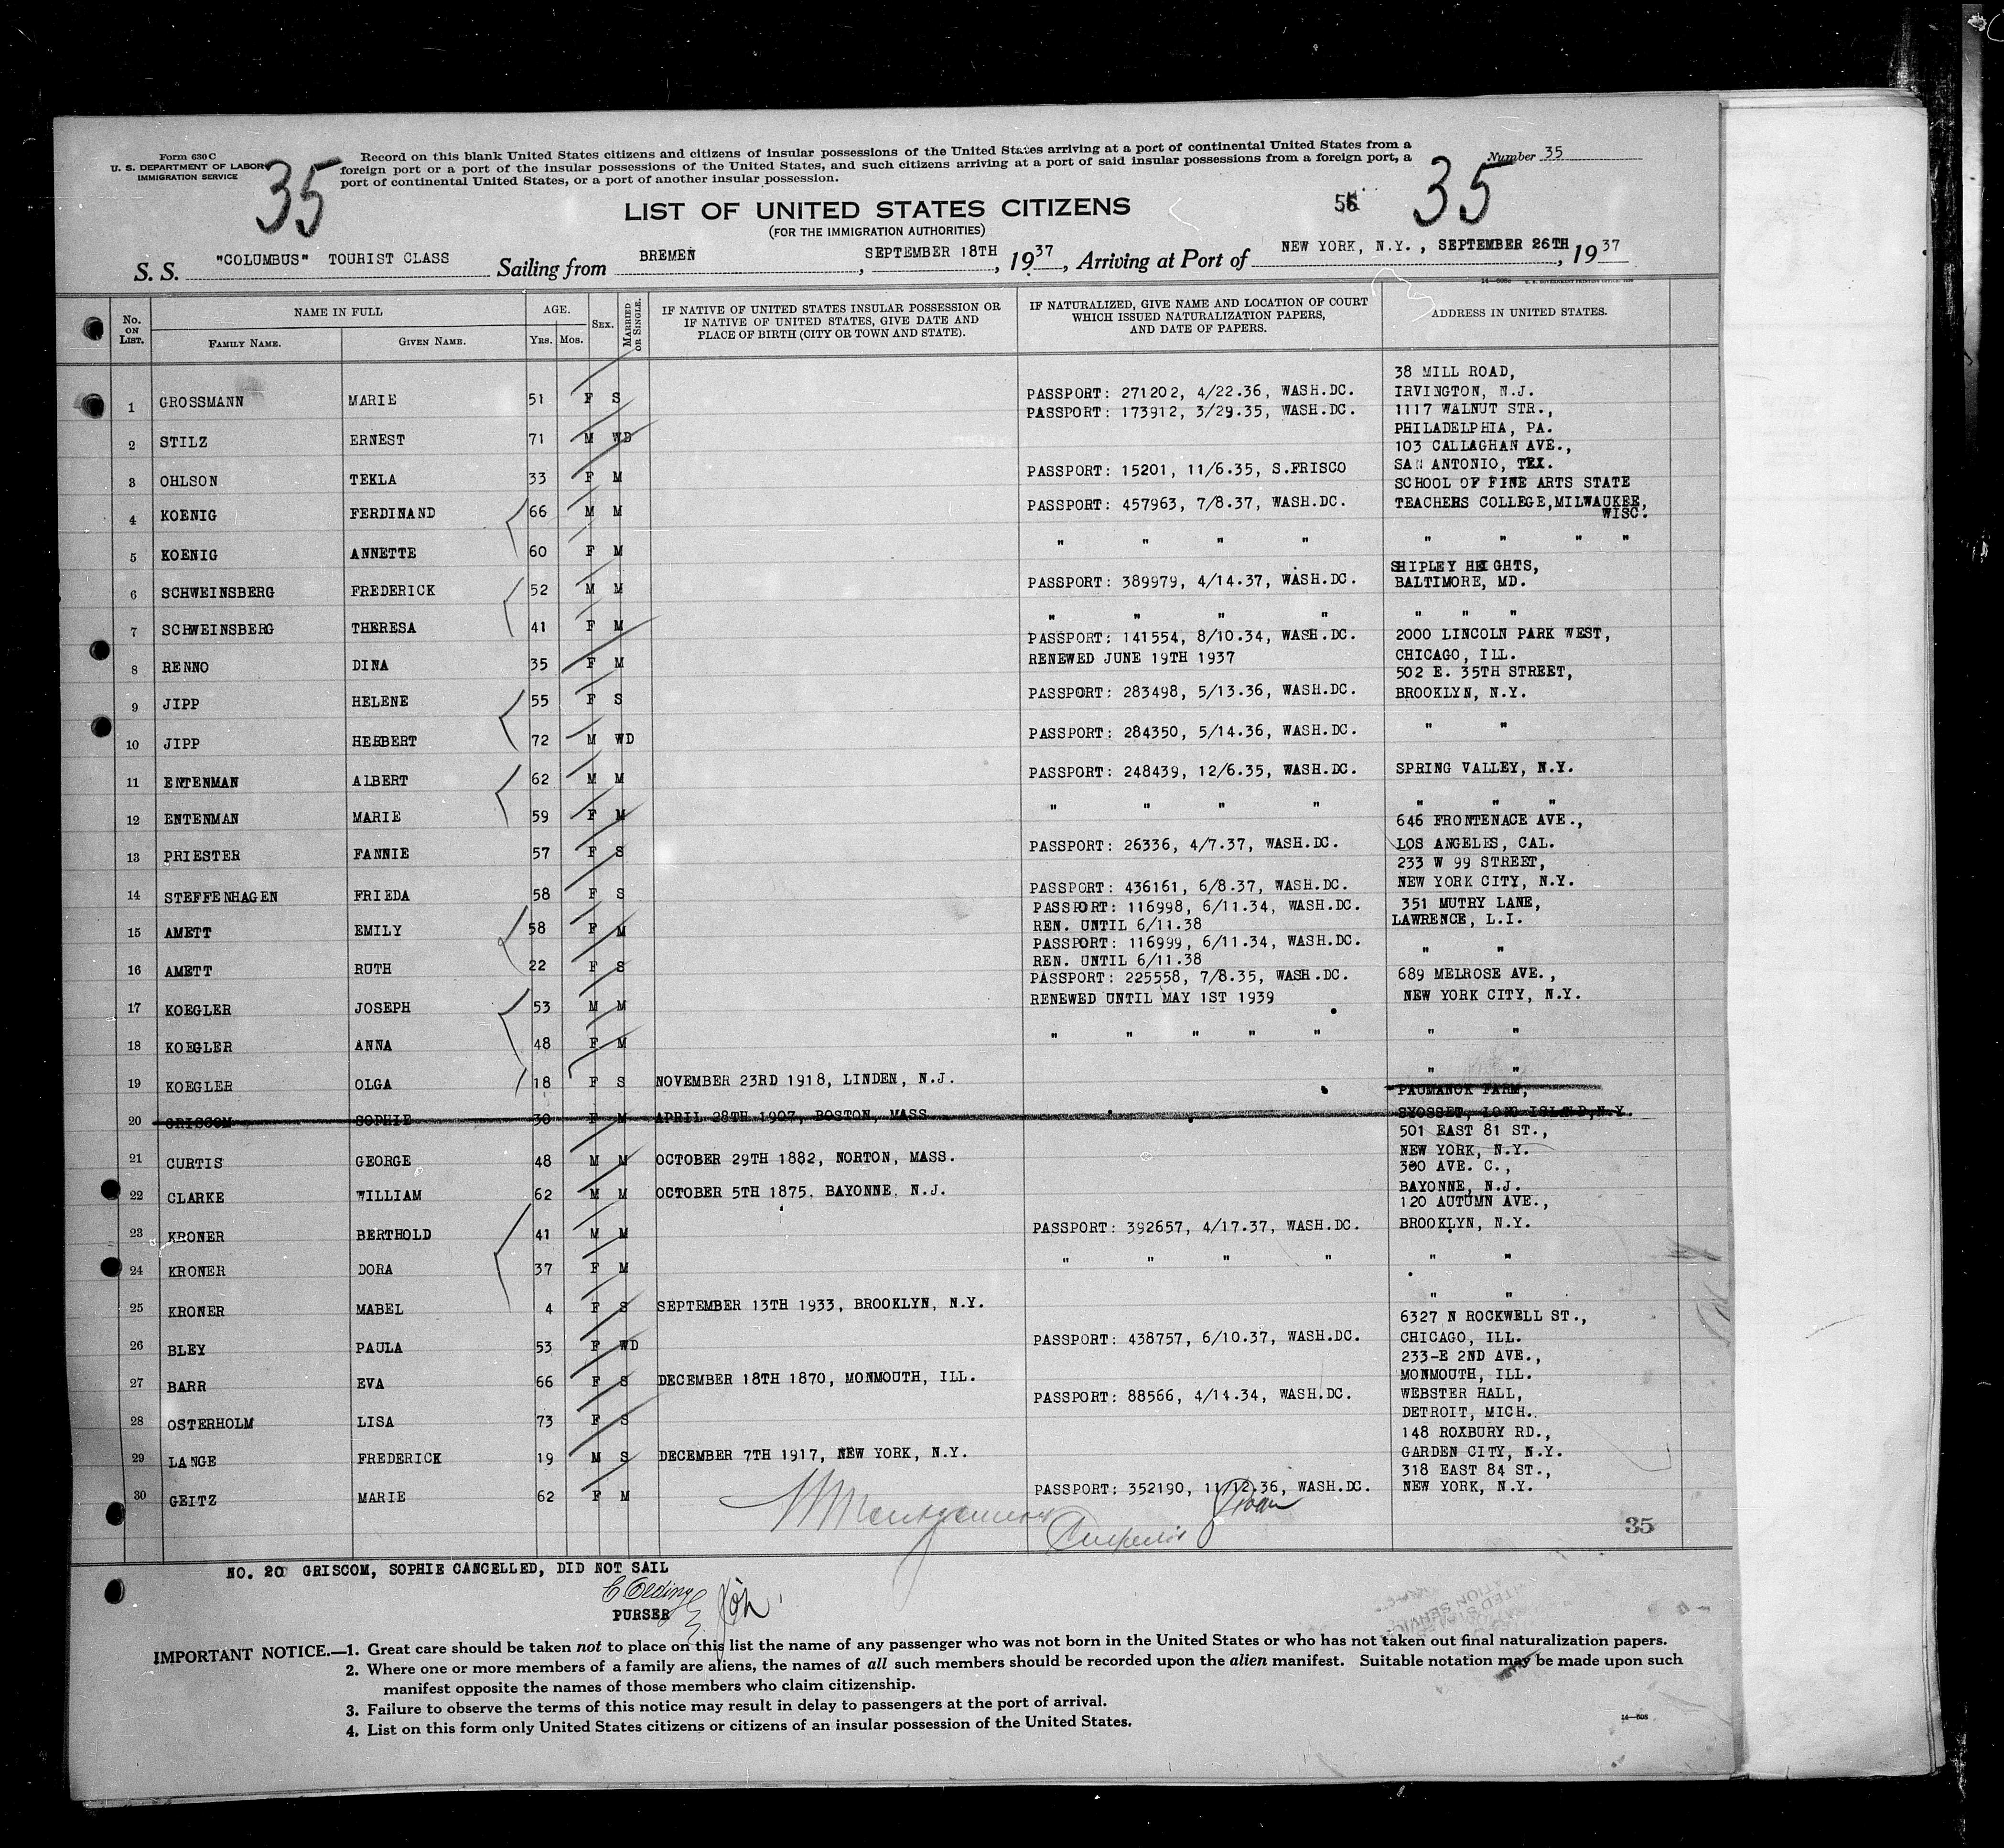 Form 630 C
U. S. DEPARTMENT OF LABOR
IMMIGRATION SERVICE
35
Record on this blank United States citizens and citizens of insular possessions of the United States arriving at a port of continental United States from a
foreign port or a port of the insular possessions of the United States, and such citizens arriving at a port of said insular possessions from a foreign port, a
port of continental United States, or a port of another insular possession.
Number 35
35
LIST OF UNITED STATES CITIZENS
(FOR THE IMMIGRATION AUTHORITIES)
S. S. "COLUMBUS" TOURIST CLASS Sailing from BREMEN, SEPTEMBER 18TH, 1937, Arriving at Port of NEW YORK, N.Y., SEPTEMBER 26TH, 1937
No. ON LIST. NAME IN FULL AGE. SEX. MARRIED OR SINGLE. IF NATIVE OF UNITED STATES INSULAR POSSESSION OR IF NATIVE OF UNITED STATES, GIVE DATE AND PLACE OF BIRTH (CITY OR TOWN AND STATE). IF NATURALIZED, GIVE NAME AND LOCATION OF COURT WHICH ISSUED NATURALIZATION PAPERS, AND DATE OF PAPERS. ADDRESS IN UNITED STATES.
FAMILY NAME. GIVEN NAME. YRS. MOS.
1 GROSSMANN MARIE 51 F S PASSPORT: 271202, 4/22.36, WASH.DC. 38 MILL ROAD, IRVINGTON, N.J.
2 STILZ ERNEST 71 M WD PASSPORT: 173912, 3/29.35, WASH.DC. 1117 WALNUT STR., PHILADELPHIA, PA.
3 OHLSON TEKLA 33 F M PASSPORT: 15201, 11/6.35, S.FRISCO 103 CALLAGHAN AVE., SAN ANTONIO, TEX.
4 KOENIG FERDINAND 66 M M PASSPORT: 457963, 7/8.37, WASH.DC. SCHOOL OF FINE ARTS STATE TEACHERS COLLEGE,MILWAUKEE, WISC.
5 KOENIG ANNETTE 60 F M " " " " " " " "
6 SCHWEINSBERG FREDERICK 52 M M PASSPORT: 389979, 4/14.37, WASH.DC. SHIPLEY HEIGHTS, BALTIMORE, MD.
7 SCHWEINSBERG THERESA 41 F M " " " " " " "
8 RENNO DINA 35 F M PASSPORT: 141554, 8/10.34, WASH.DC. RENEWED JUNE 19TH 1937 2000 LINCOLN PARK WEST, CHICAGO, ILL.
9 JIPP HELENE 55 F S PASSPORT: 283498, 5/13.36, WASH.DC. 502 E. 35TH STREET, BROOKLYN, N.Y.
10 JIPP HERBERT 72 M WD PASSPORT: 284350, 5/14.36, WASH.DC. " "
11 ENTENMAN ALBERT 62 M M PASSPORT: 248439, 12/6.35, WASH.DC. SPRING VALLEY, N.Y.
12 ENTENMAN MARIE 59 F M " " " " " " "
13 PRIESTER FANNIE 57 F S PASSPORT: 26336, 4/7.37, WASH.DC. 646 FRONTENACE AVE., LOS ANGELES, CAL.
14 STEFFENHAGEN FRIEDA 58 F S PASSPORT: 436161, 6/8.37, WASH.DC. 233 W 99 STREET, NEW YORK CITY, N.Y.
15 AMETT EMILY 58 F M PASSPORT: 116998, 6/11.34, WASH.DC. REN. UNTIL 6/11.38 351 MUTRY LANE, LAWRENCE, L.I.
16 AMETT RUTH 22 F S PASSPORT: 116999, 6/11.34, WASH.DC. REN. UNTIL 6/11.38 " "
17 KOEGLER JOSEPH 53 M M PASSPORT: 225558, 7/8.35, WASH.DC. RENEWED UNTIL MAY 1ST 1939 689 MELROSE AVE., NEW YORK CITY, N.Y.
18 KOEGLER ANNA 48 F M " " " " " " "
19 KOEGLER OLGA 18 F S NOVEMBER 23RD 1918, LINDEN, N.J. " "
20 GRISCOM SOPHIE 30 F M APRIL 28TH 1907, BOSTON, MASS PAUMANOK FARM, SYOSSET, LONG ISLAND,N.Y.
21 CURTIS GEORGE 48 M M OCTOBER 29TH 1882, NORTON, MASS. 501 EAST 81 ST., NEW YORK, N.Y.
22 CLARKE WILLIAM 62 M M OCTOBER 5TH 1875, BAYONNE, N.J. 300 AVE. C., BAYONNE, N.J.
23 KRONER BERTHOLD 41 M M PASSPORT: 392657, 4/17.37, WASH.DC. 120 AUTUMN AVE., BROOKLYN, N.Y.
24 KRONER DORA 37 F M " " " " " "
25 KRONER MABEL 4 F S SEPTEMBER 13TH 1933, BROOKLYN, N.Y. " "
26 BLEY PAULA 53 F WD PASSPORT: 438757, 6/10.37, WASH.DC. 6327 N ROCKWELL ST., CHICAGO, ILL.
27 BARR EVA 66 F S DECEMBER 18TH 1870, MONMOUTH, ILL. 233-E 2ND AVE., MONMOUTH, ILL.
28 OSTERHOLM LISA 73 F S PASSPORT: 88566, 4/14.34, WASH.DC. WEBSTER HALL, DETROIT, MICH.
29 LANGE FREDERICK 19 M S DECEMBER 7TH 1917, NEW YORK, N.Y. 148 ROXBURY RD., GARDEN CITY, N.Y.
30 GEITZ MARIE 62 F M PASSPORT: 352190, 11/12.36, WASH.DC. 318 EAST 84 ST., NEW YORK, N.Y.
35
NO. 20 GRISCOM, SOPHIE CANCELLED, DID NOT SAIL
PURSER
IMPORTANT NOTICE.—1. Great care should be taken not to place on this list the name of any passenger who was not born in the United States or who has not taken out final naturalization papers.
2. Where one or more members of a family are aliens, the names of all such members should be recorded upon the alien manifest. Suitable notation may be made upon such
manifest opposite the names of those members who claim citizenship.
3. Failure to observe the terms of this notice may result in delay to passengers at the port of arrival.
4. List on this form only United States citizens or citizens of an insular possession of the United States.